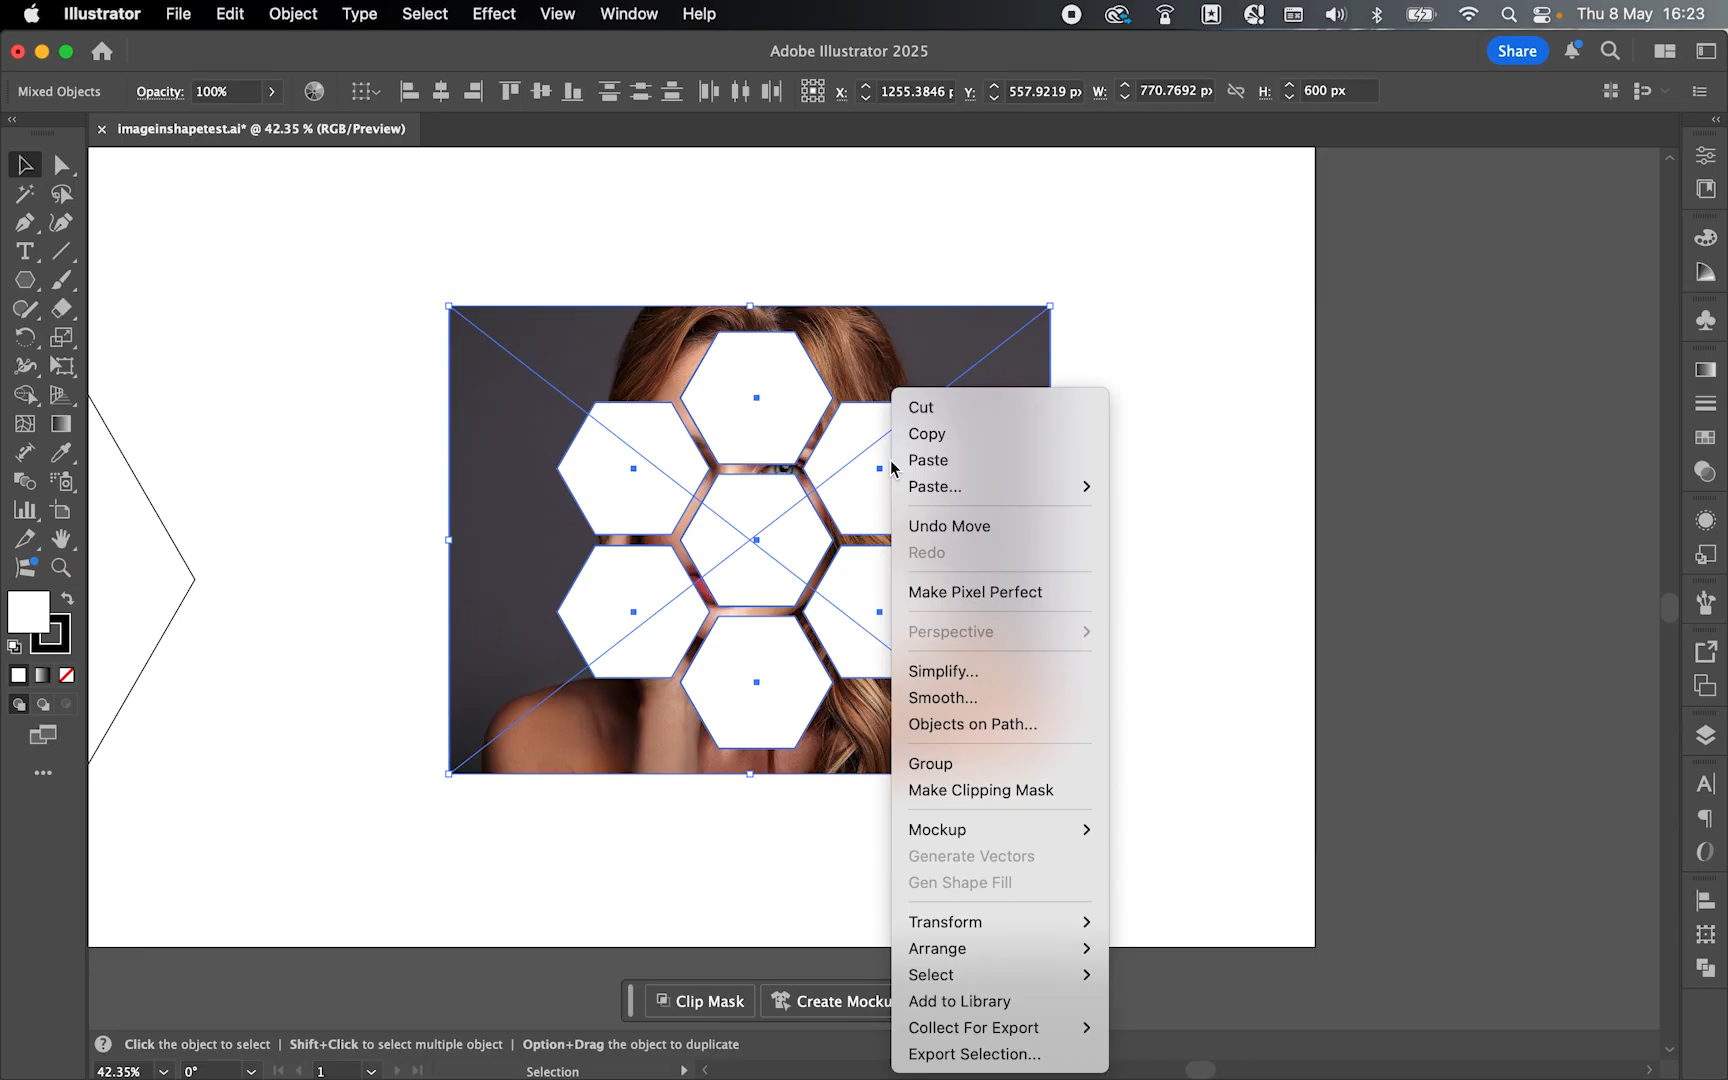 Illustrator File Edit Object Type Select Effect View Window Help Thu 8 May 16:23
Adobe Illustrator 2025 Share
Mixed Objects Opacity: 100% X: 1255.3846 p Y: 557.9219 px W: 770.7692 px H: 600 px
× imageinshapetest.ai* @ 42.35 % (RGB/Preview)
Cut
Copy
Paste
Paste...
Undo Move
Redo
Make Pixel Perfect
Perspective
Simplify...
Smooth...
Objects on Path...
Group
Make Clipping Mask
Mockup
Generate Vectors
Gen Shape Fill
Transform
Arrange
Select
Add to Library
Collect For Export
Export Selection...
Clip Mask Create Mocku
Click the object to select | Shift+Click to select multiple object | Option+Drag the object to duplicate
42.35% 0° 1 Selection